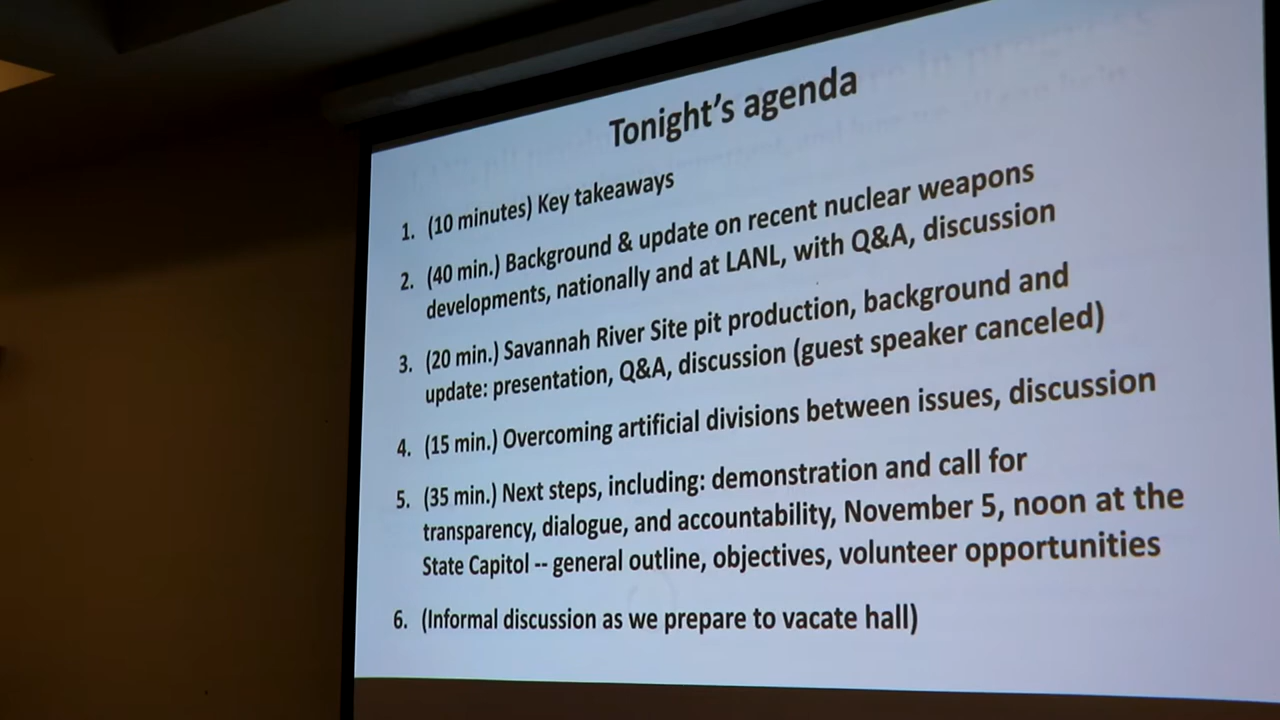 Tonight's agenda
1. (10 minutes) Key takeaways
2. (40 min.) Background & update on recent nuclear weapons
developments, nationally and at LANL, with Q&A, discussion
3. (20 min.) Savannah River Site pit production, background and
update: presentation, Q&A, discussion (guest speaker canceled)
4. (15 min.) Overcoming artificial divisions between issues, discussion
5. (35 min.) Next steps, including: demonstration and call for
transparency, dialogue, and accountability, November 5, noon at the
State Capitol -- general outline, objectives, volunteer opportunities
6. (Informal discussion as we prepare to vacate hall)